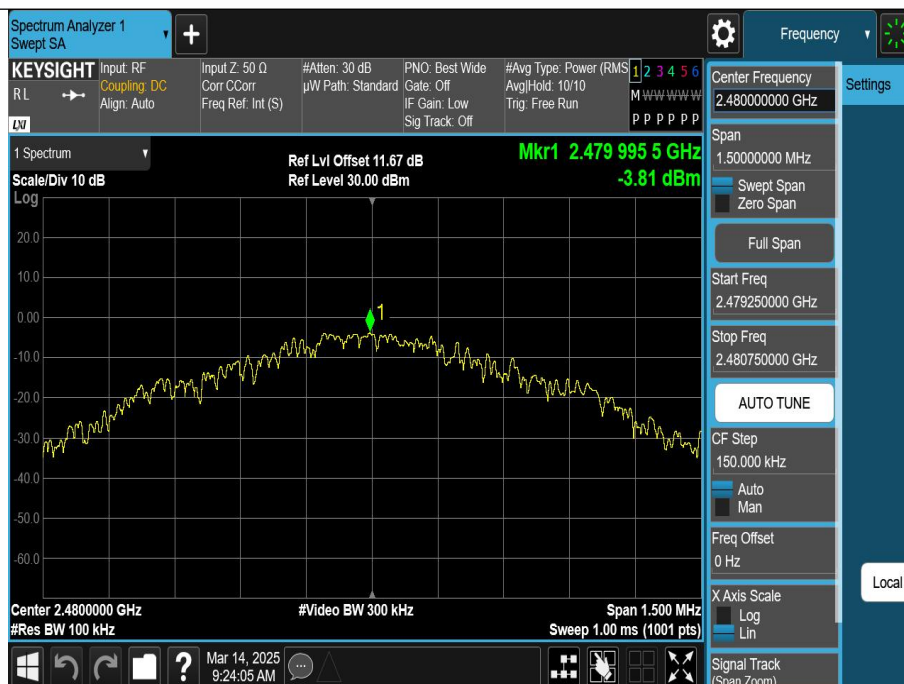 Spectrum Analyzer 1
Swept SA
Frequency
KEYSIGHT
R L
LXI
Input: RF
Coupling: DC
Align: Auto
Input Z: 50 Ω
Corr CCorr
Freq Ref: Int (S)
#Atten: 30 dB
µW Path: Standard
PNO: Best Wide
Gate: Off
IF Gain: Low
Sig Track: Off
#Avg Type: Power (RMS
Avg|Hold: 10/10
Trig: Free Run
1 2 3 4 5 6
M W W W W W
P P P P P P
1 Spectrum
Scale/Div 10 dB
Ref Lvl Offset 11.67 dB
Ref Level 30.00 dBm
Mkr1 2.479 995 5 GHz
-3.81 dBm
Log
20.0
10.0
0.00
-10.0
-20.0
-30.0
-40.0
-50.0
-60.0
1
Center 2.4800000 GHz
#Res BW 100 kHz
#Video BW 300 kHz
Span 1.500 MHz
Sweep 1.00 ms (1001 pts)
Mar 14, 2025
9:24:05 AM
?
Center Frequency
2.480000000 GHz
Span
1.50000000 MHz
Swept Span
Zero Span
Full Span
Start Freq
2.479250000 GHz
Stop Freq
2.480750000 GHz
AUTO TUNE
CF Step
150.000 kHz
Auto
Man
Freq Offset
0 Hz
X Axis Scale
Log
Lin
Signal Track
(Span Zoom)
Settings
Local